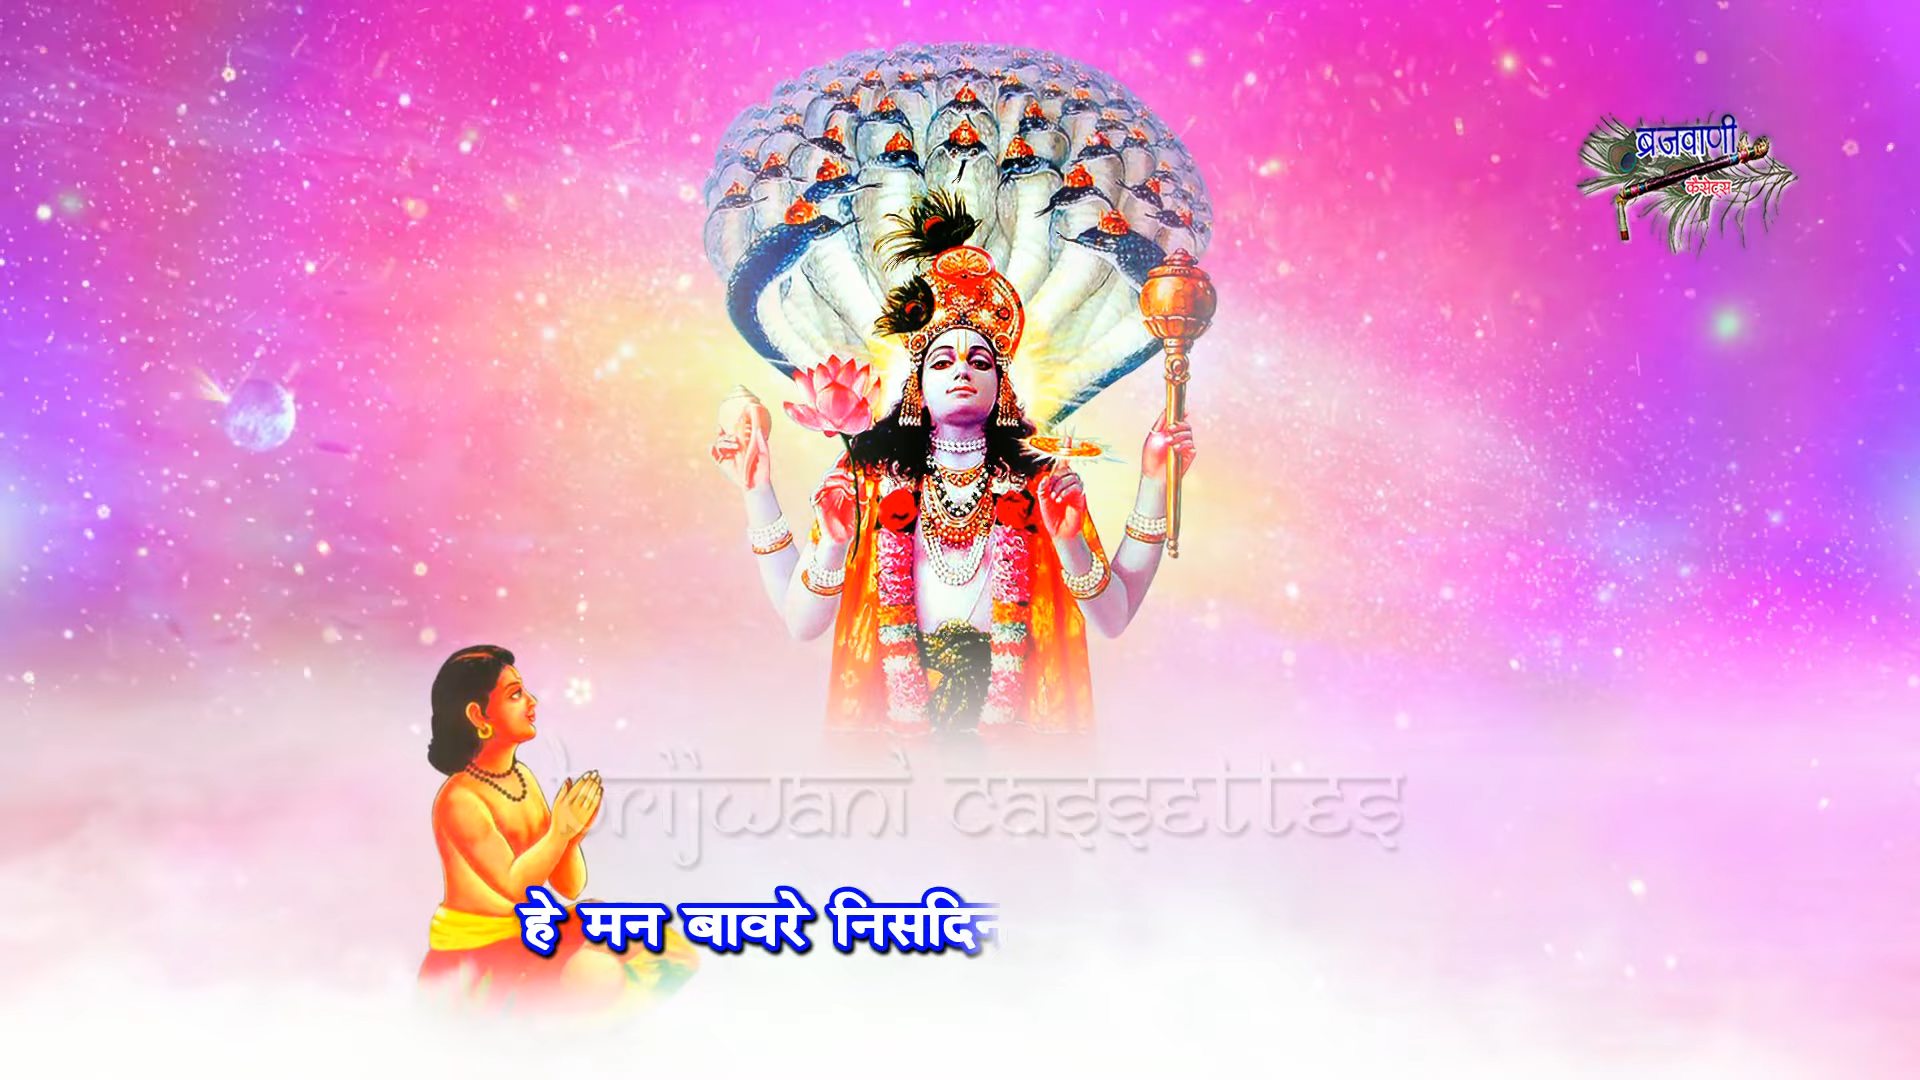 ब्रजवाणी
कैसेट्स
brijwani cassettes
हे मन बावरे निसदिन